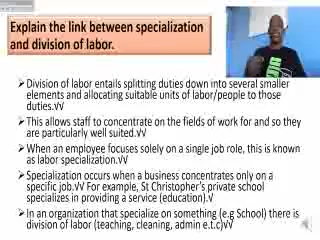 Explain the link between specialization
and division of labor.
➢Division of labor entails splitting duties down into several smaller
elements and allocating suitable units of labor/people to those
duties.√√
➢This allows staff to concentrate on the fields of work for and so they
are particularly well suited.√√
➢When an employee focuses solely on a single job role, this is known
as labor specialization.√√
➢Specialization occurs when a business concentrates only on a
specific job.√√ For example, St Christopher's private school
specializes in providing a service (education).√
➢In an organization that specialize on something (e.g School) there is
division of labor (teaching, cleaning, admin e.t.c)√√